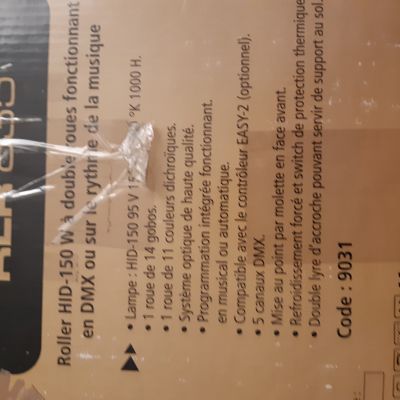 Roller HID-150 W à double roues fonctionnant
en DMX ou sur le rythme de la musique
• Lampe : HID-150 95 V °K 1000 H.
• 1 roue de 14 gobos.
• 1 roue de 11 couleurs dichroïques.
• Système optique de haute qualité.
• Programmation intégrée fonctionnant
en musical ou automatique.
• Compatible avec le contrôleur EASY-2 (optionnel).
• 5 canaux DMX.
• Mise au point par molette en face avant.
• Refroidissement forcé et switch de protection thermique
• Double lyre d'accroche pouvant servir de support au sol.
Code : 9031